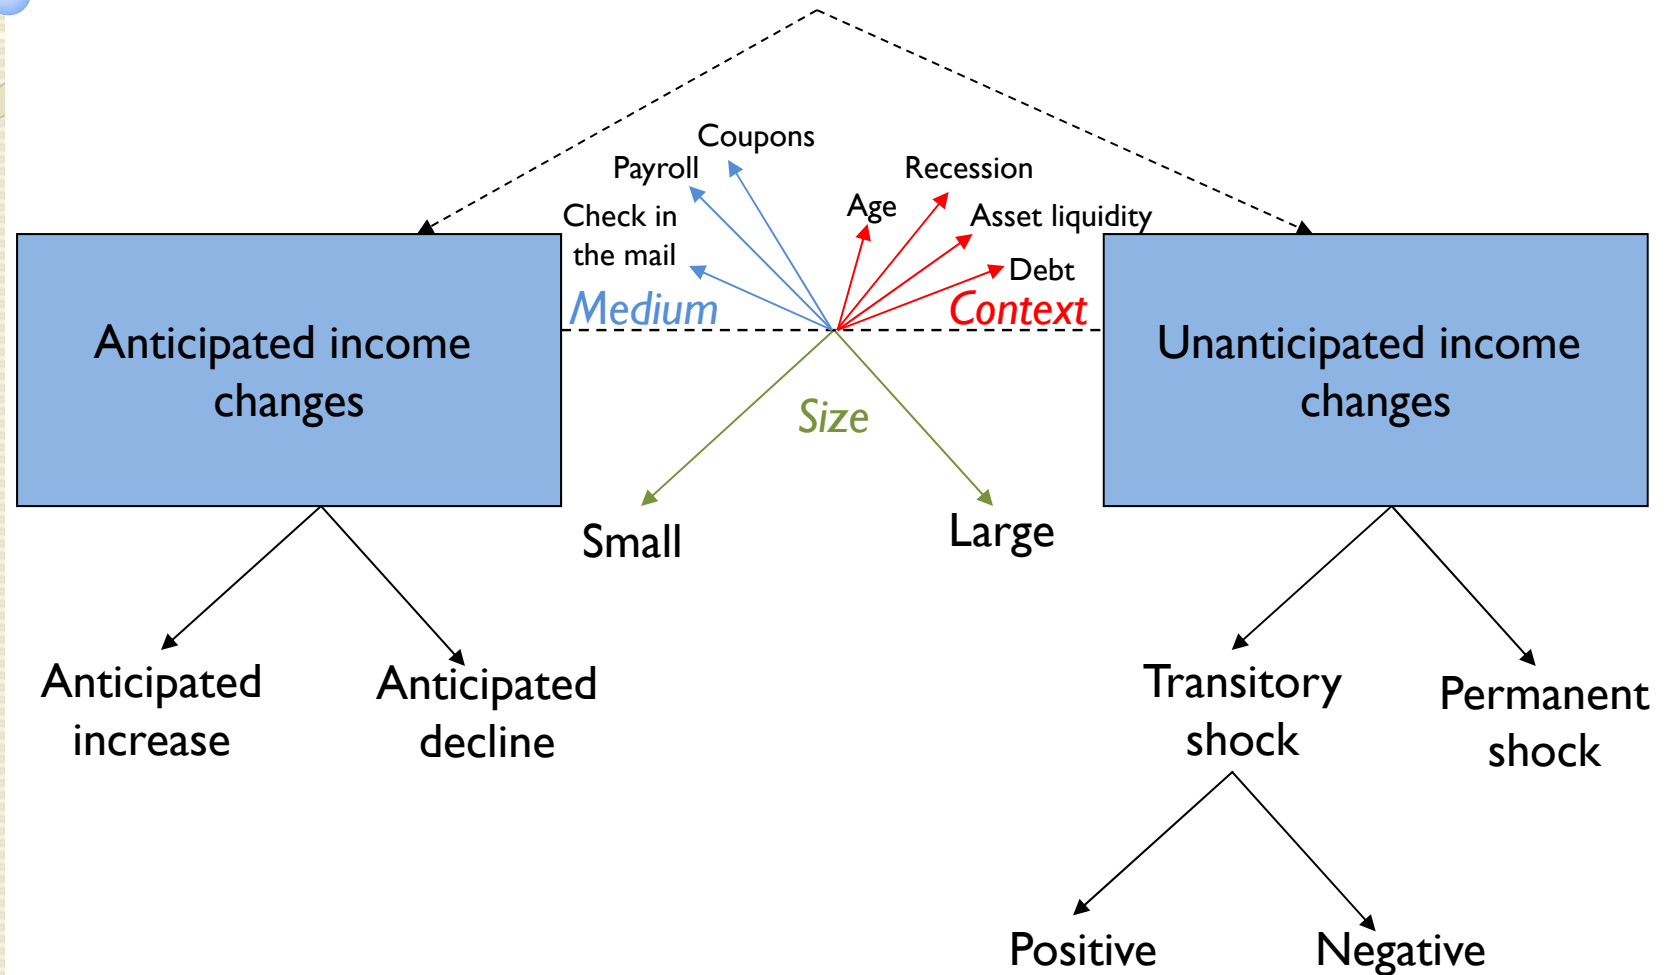 Coupons
Payroll
Check in
the mail
Medium
Recession
Age
Asset liquidity
Debt
Context
Anticipated income
changes
Unanticipated income
changes
Size
Small
Large
Anticipated
increase
Anticipated
decline
Transitory
shock
Permanent
shock
Positive
Negative